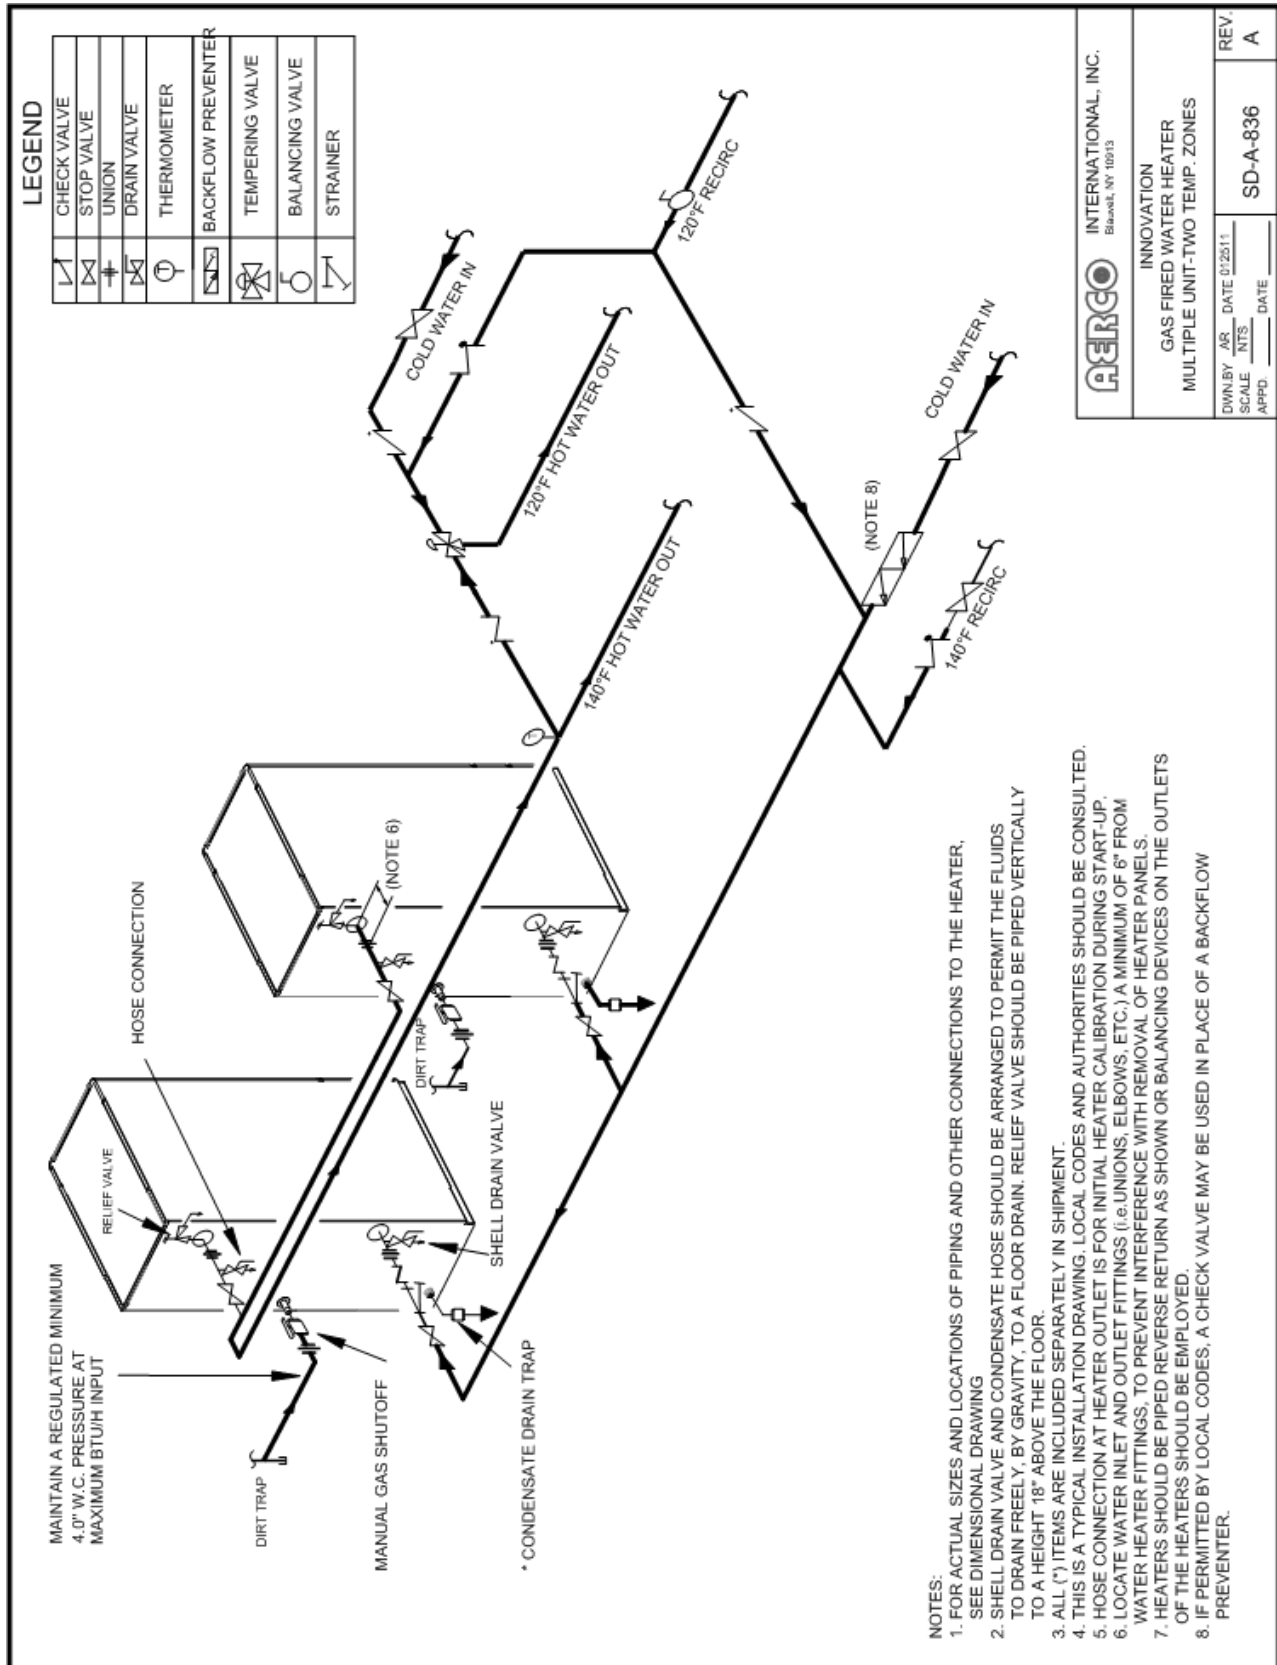 LEGEND
CHECK VALVE
STOP VALVE
UNION
DRAIN VALVE
T
THERMOMETER
BACKFLOW PREVENTER
TEMPERING VALVE
BALANCING VALVE
STRAINER
MAINTAIN A REGULATED MINIMUM
4.0" W.C. PRESSURE AT
MAXIMUM BTU/H INPUT
RELIEF VALVE
HOSE CONNECTION
DIRT TRAP
MANUAL GAS SHUTOFF
* CONDENSATE DRAIN TRAP
SHELL DRAIN VALVE
DIRT TRAP
(NOTE 6)
COLD WATER IN
120°F RECIRC
120°F HOT WATER OUT
140°F HOT WATER OUT
(NOTE 8)
COLD WATER IN
140°F RECIRC
NOTES:
1. FOR ACTUAL SIZES AND LOCATIONS OF PIPING AND OTHER CONNECTIONS TO THE HEATER,
SEE DIMENSIONAL DRAWING
2. SHELL DRAIN VALVE AND CONDENSATE HOSE SHOULD BE ARRANGED TO PERMIT THE FLUIDS
TO DRAIN FREELY, BY GRAVITY, TO A FLOOR DRAIN. RELIEF VALVE SHOULD BE PIPED VERTICALLY
TO A HEIGHT 18" ABOVE THE FLOOR.
3. ALL (*) ITEMS ARE INCLUDED SEPARATELY IN SHIPMENT.
4. THIS IS A TYPICAL INSTALLATION DRAWING. LOCAL CODES AND AUTHORITIES SHOULD BE CONSULTED.
5. HOSE CONNECTION AT HEATER OUTLET IS FOR INITIAL HEATER CALIBRATION DURING START-UP.
6. LOCATE WATER INLET AND OUTLET FITTINGS (i.e.UNIONS, ELBOWS, ETC.) A MINIMUM OF 6" FROM
WATER HEATER FITTINGS, TO PREVENT INTERFERENCE WITH REMOVAL OF HEATER PANELS.
7. HEATERS SHOULD BE PIPED REVERSE RETURN AS SHOWN OR BALANCING DEVICES ON THE OUTLETS
OF THE HEATERS SHOULD BE EMPLOYED.
8. IF PERMITTED BY LOCAL CODES, A CHECK VALVE MAY BE USED IN PLACE OF A BACKFLOW
PREVENTER.
AERCO INTERNATIONAL, INC.
Blauvelt, NY 10913
INNOVATION
GAS FIRED WATER HEATER
MULTIPLE UNIT-TWO TEMP. ZONES
DWN.BY AR DATE 012511
SCALE NTS
APPD. DATE
SD-A-836
REV.
A